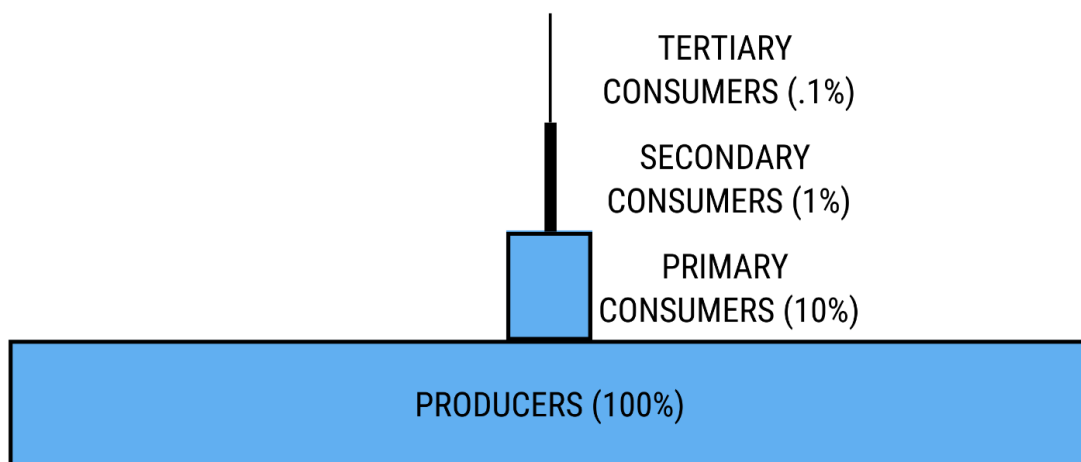 TERTIARY
CONSUMERS (.1%)
SECONDARY
CONSUMERS (1%)
PRIMARY
CONSUMERS (10%)
PRODUCERS (100%)